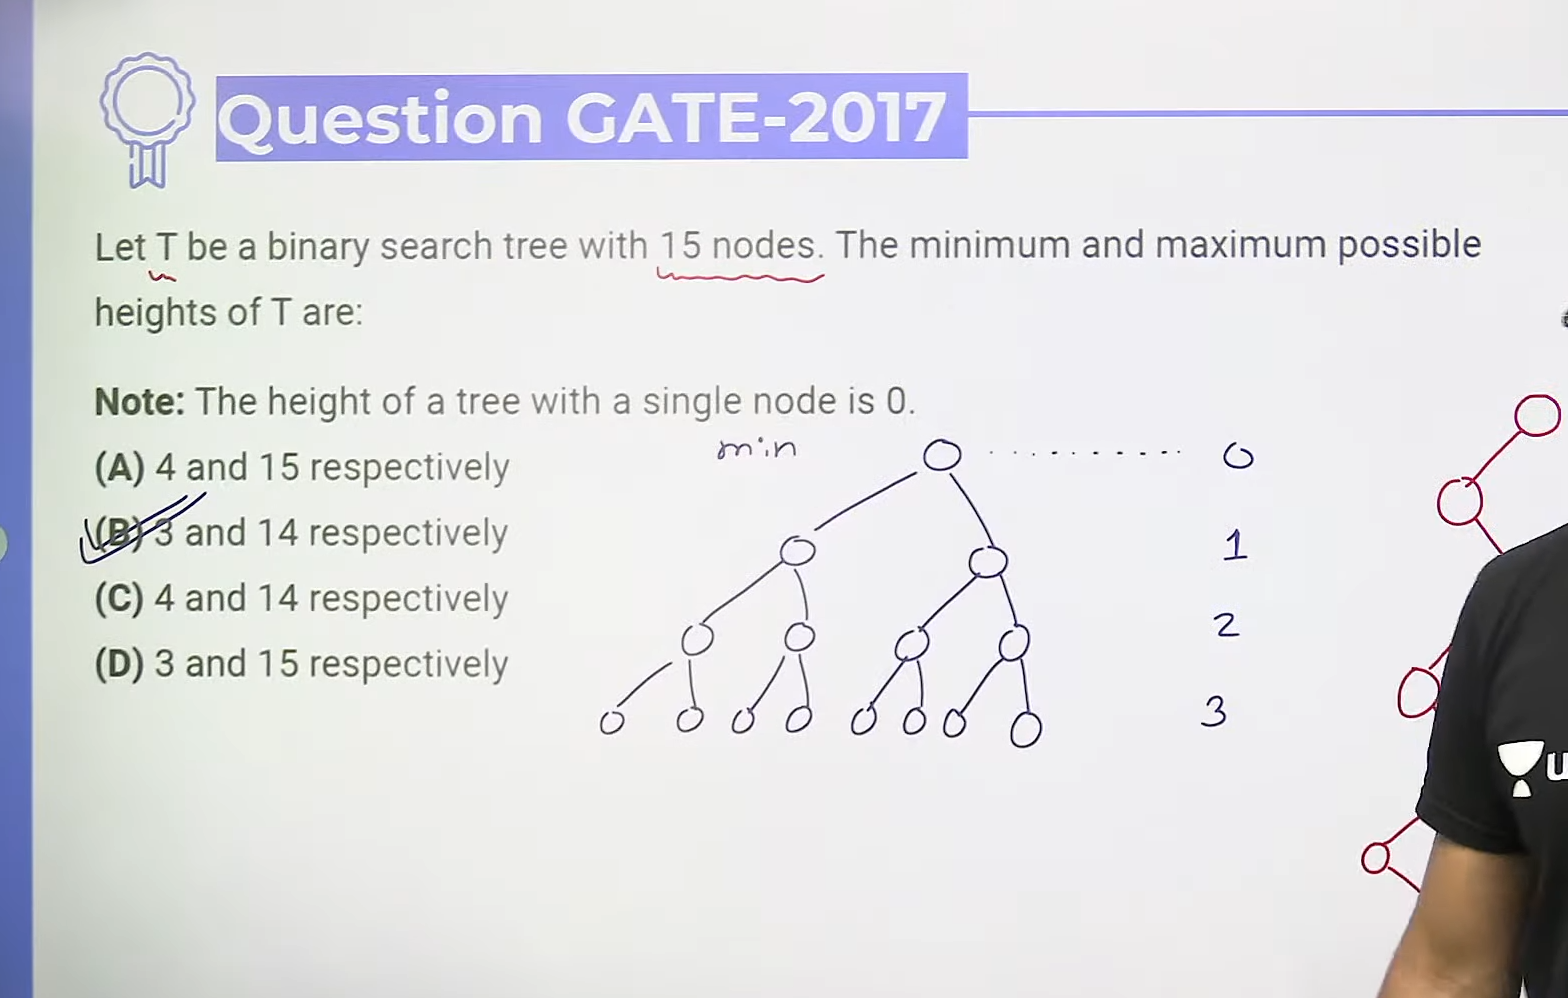 Question GATE-2017
Let T be a binary search tree with 15 nodes. The minimum and maximum possible
heights of T are:
Note: The height of a tree with a single node is 0.
min
0
(A) 4 and 15 respectively
(B) 3 and 14 respectively
1
(C) 4 and 14 respectively
2
(D) 3 and 15 respectively
3